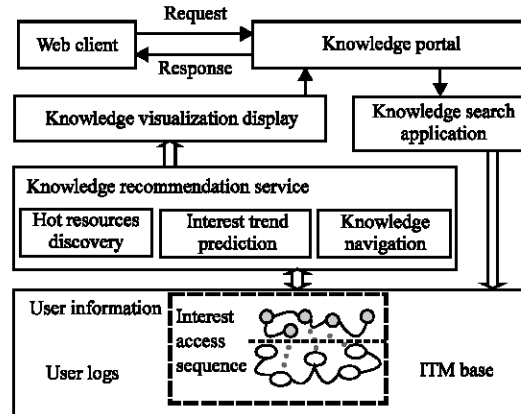 Request
Web client
Knowledge portal
Response
Knowledge visualization display
Knowledge search
application
Knowledge recommendation service
Hot resources
discovery
Interest trend
prediction
Knowledge
navigation
User information
Interest
access
sequence
User logs
ITM base